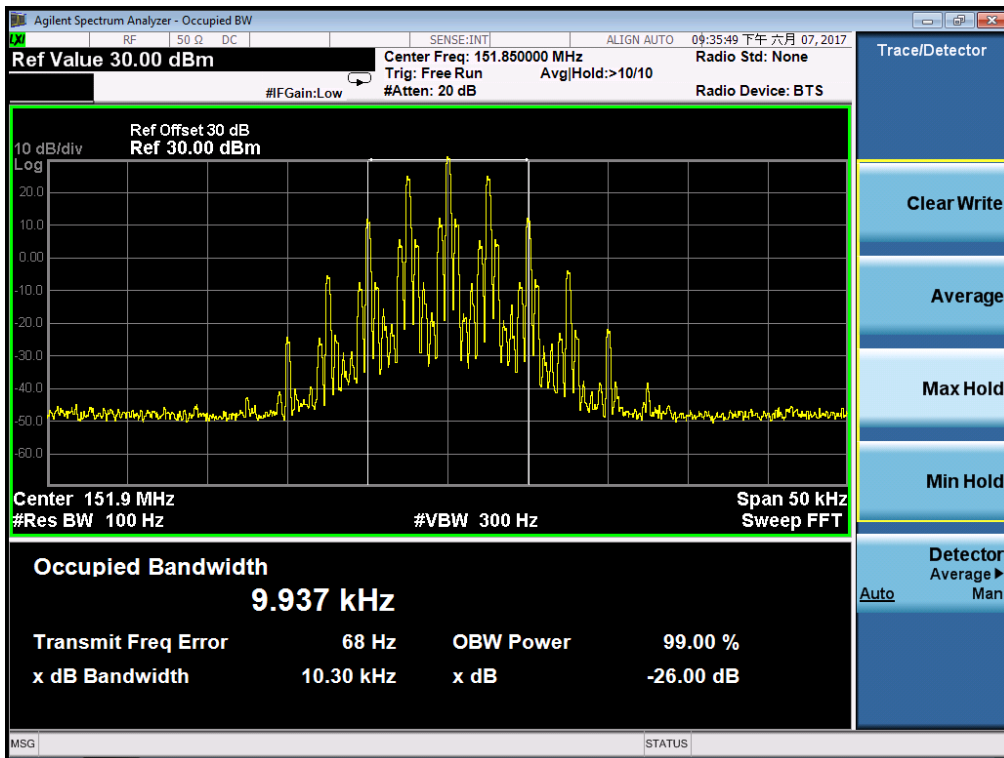 Agilent Spectrum Analyzer - Occupied BW
LXI RF 50 Ω DC SENSE:INT ALIGN AUTO 09:35:49 下午 六月 07, 2017
Ref Value 30.00 dBm
Center Freq: 151.850000 MHz
Radio Std: None
Trig: Free Run Avg|Hold:>10/10
#IFGain:Low
#Atten: 20 dB
Radio Device: BTS
Trace/Detector
Ref Offset 30 dB
10 dB/div Ref 30.00 dBm
Log
20.0
10.0
0.00
-10.0
-20.0
-30.0
-40.0
-50.0
-60.0
Center 151.9 MHz
Span 50 kHz
#Res BW 100 Hz
#VBW 300 Hz
Sweep FFT
Clear Write
Average
Max Hold
Min Hold
Detector
Average▶
Auto Man
Occupied Bandwidth
9.937 kHz
Transmit Freq Error 68 Hz OBW Power 99.00 %
x dB Bandwidth 10.30 kHz x dB -26.00 dB
MSG STATUS